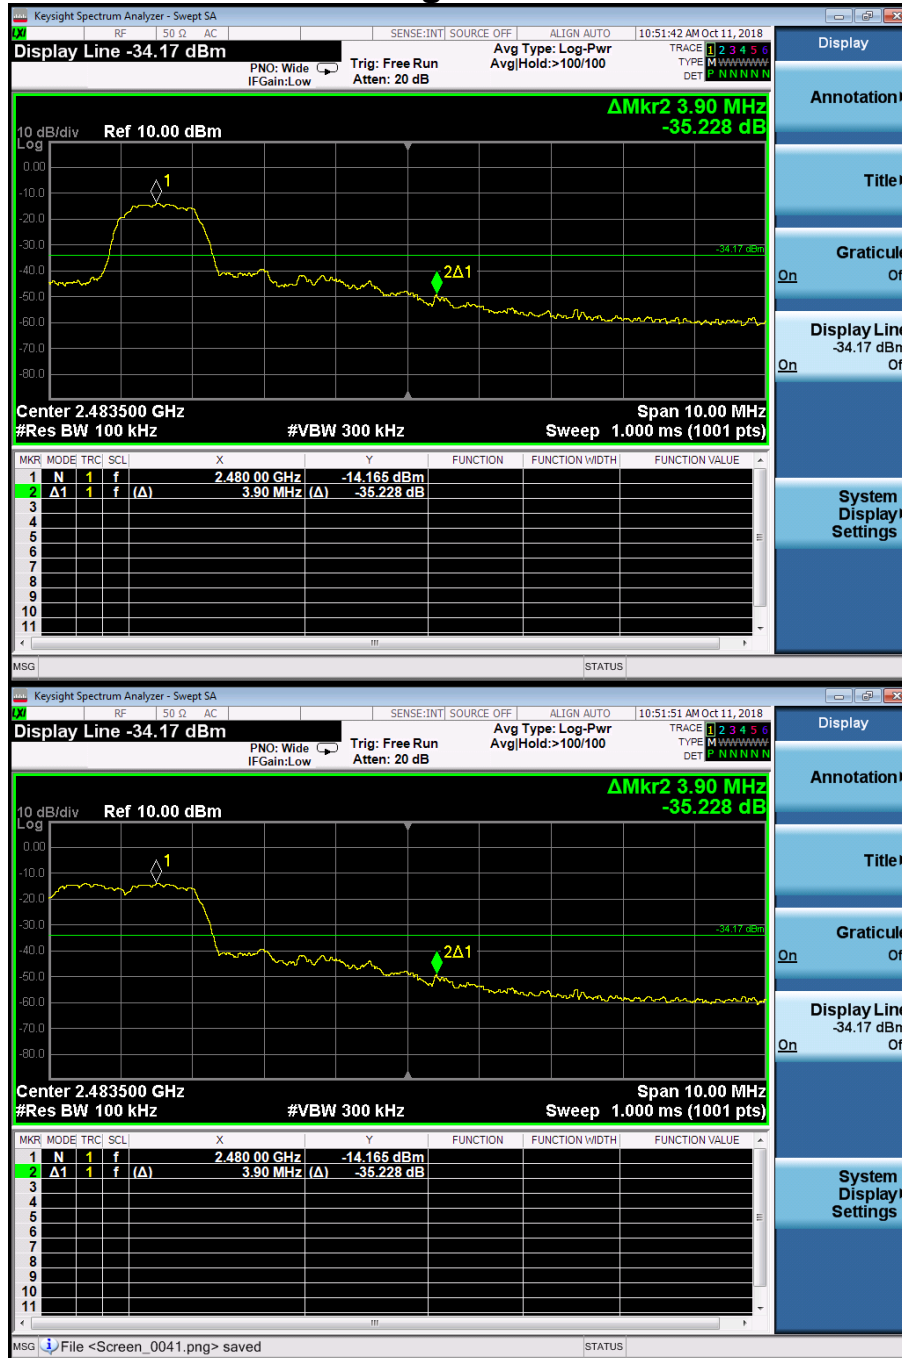 Keysight Spectrum Analyzer - Swept SA
LXI RF 50 Ω AC SENSE:INT SOURCE OFF ALIGN AUTO 10:51:42 AM Oct 11, 2018
Display Line -34.17 dBm
PNO: Wide
IFGain:Low
Trig: Free Run
Atten: 20 dB
Avg Type: Log-Pwr
Avg|Hold:>100/100
TRACE 1 2 3 4 5 6
TYPE M WWWWW
DET P N N N N N
ΔMkr2 3.90 MHz
-35.228 dB
10 dB/div Ref 10.00 dBm
Log
0.00
-10.0
-20.0
-30.0
-40.0
-50.0
-60.0
-70.0
-80.0
1
-34.17 dBm
2Δ1
Center 2.483500 GHz Span 10.00 MHz
#Res BW 100 kHz #VBW 300 kHz Sweep 1.000 ms (1001 pts)
MKR MODE TRC SCL X Y FUNCTION FUNCTION WIDTH FUNCTION VALUE
1 N 1 f 2.480 00 GHz -14.165 dBm
2 Δ1 1 f (Δ) 3.90 MHz (Δ) -35.228 dB
3
4
5
6
7
8
9
10
11
MSG STATUS
Display
Annotation
Title
Graticule
On Of
Display Line
-34.17 dBm
On Of
System
Display
Settings
Keysight Spectrum Analyzer - Swept SA
LXI RF 50 Ω AC SENSE:INT SOURCE OFF ALIGN AUTO 10:51:51 AM Oct 11, 2018
Display Line -34.17 dBm
PNO: Wide
IFGain:Low
Trig: Free Run
Atten: 20 dB
Avg Type: Log-Pwr
Avg|Hold:>100/100
TRACE 1 2 3 4 5 6
TYPE M WWWWW
DET P N N N N N
ΔMkr2 3.90 MHz
-35.228 dB
10 dB/div Ref 10.00 dBm
Log
0.00
-10.0
-20.0
-30.0
-40.0
-50.0
-60.0
-70.0
-80.0
1
-34.17 dBm
2Δ1
Center 2.483500 GHz Span 10.00 MHz
#Res BW 100 kHz #VBW 300 kHz Sweep 1.000 ms (1001 pts)
MKR MODE TRC SCL X Y FUNCTION FUNCTION WIDTH FUNCTION VALUE
1 N 1 f 2.480 00 GHz -14.165 dBm
2 Δ1 1 f (Δ) 3.90 MHz (Δ) -35.228 dB
3
4
5
6
7
8
9
10
11
MSG File <Screen_0041.png> saved STATUS
Display
Annotation
Title
Graticule
On Of
Display Line
-34.17 dBm
On Of
System
Display
Settings